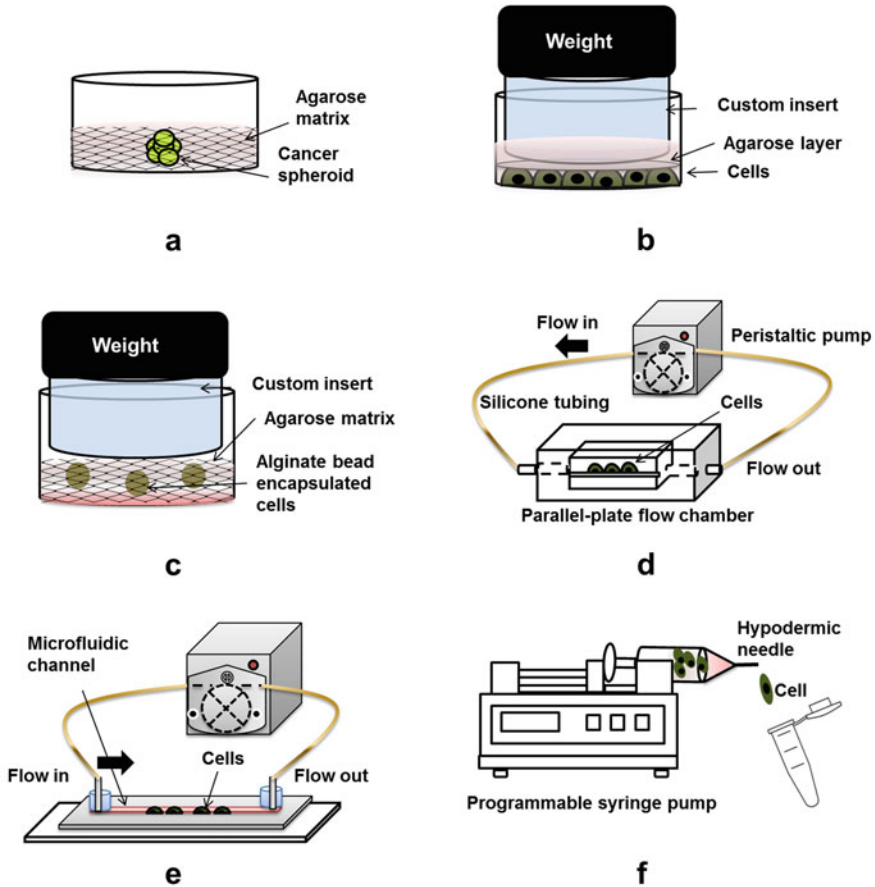 Agarose
matrix
Cancer
spheroid
a
Weight
Custom insert
Agarose layer
Cells
b
Weight
Custom insert
Agarose matrix
Alginate bead
encapsulated
cells
c
Flow in
Peristaltic pump
Silicone tubing
Cells
Flow out
Parallel-plate flow chamber
d
Microfluidic
channel
Cells
Flow in
Flow out
e
Hypodermic
needle
Cell
Programmable syringe pump
f